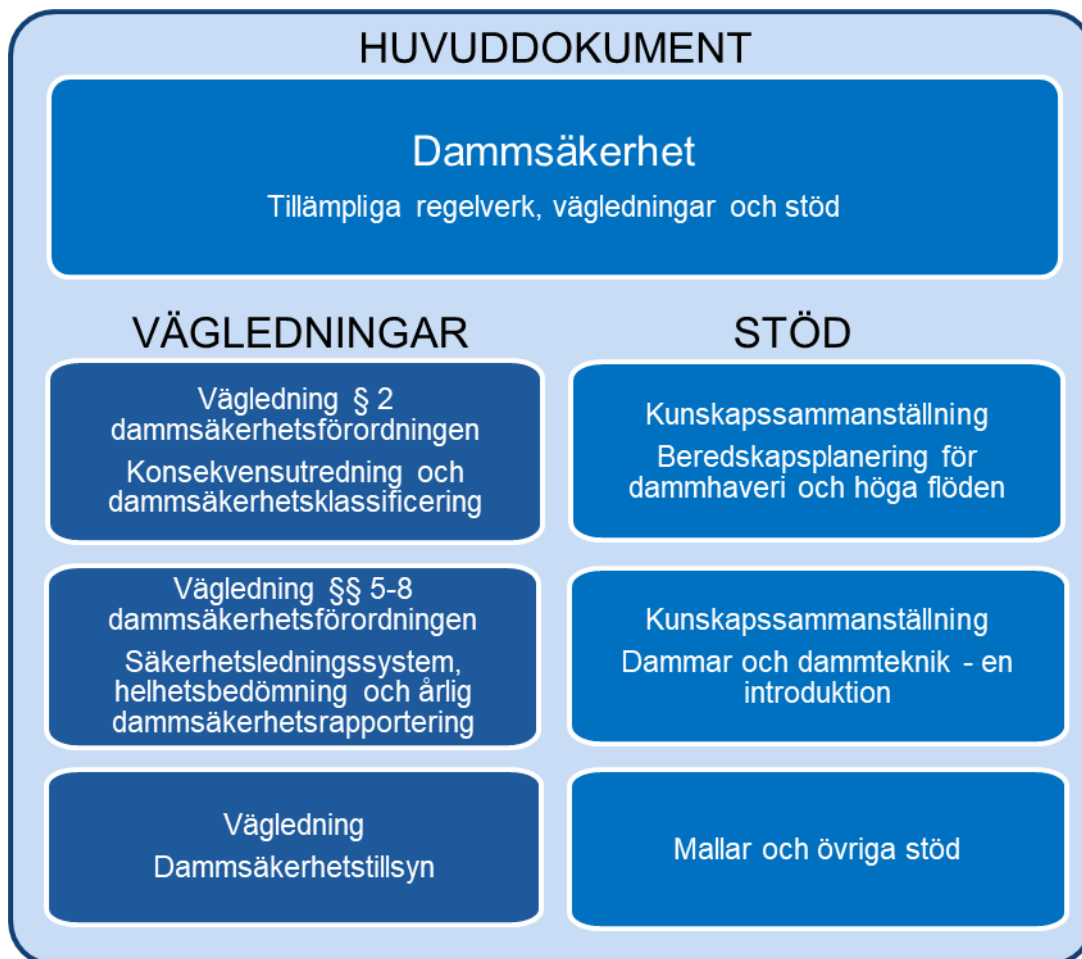 HUVUDDOKUMENT
Dammsäkerhet
Tillämpliga regelverk, vägledningar och stöd
VÄGLEDNINGAR
Vägledning § 2
dammsäkerhetsförordningen
Konsekvensutredning och
dammsäkerhetsklassificering
Vägledning §§ 5-8
dammsäkerhetsförordningen
Säkerhetsledningssystem,
helhetsbedömning och årlig
dammsäkerhetsrapportering
Vägledning
Dammsäkerhetstillsyn
STÖD
Kunskapssammanställning
Beredskapsplanering för
dammhaveri och höga flöden
Kunskapssammanställning
Dammar och dammteknik - en
introduktion
Mallar och övriga stöd